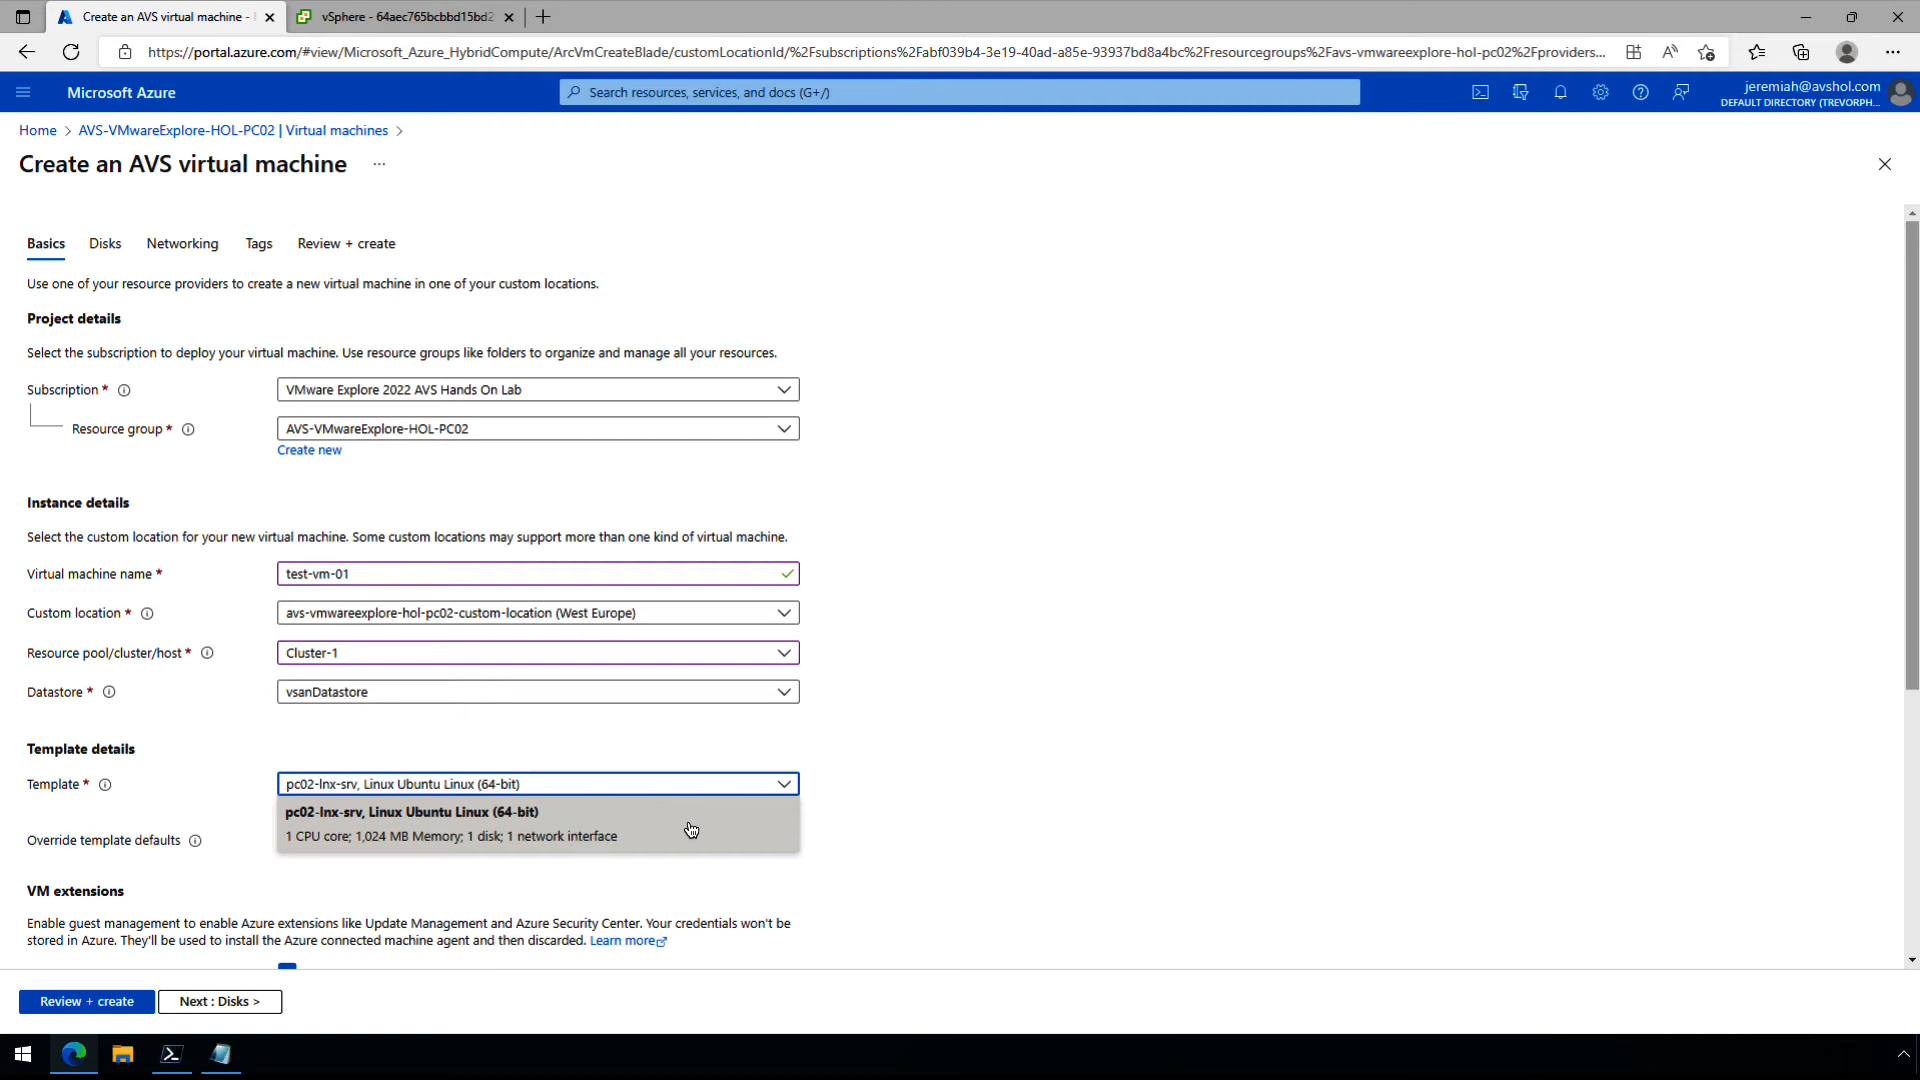 Create an AVS virtual machine -
vSphere - 64aec765bcbbd15bd2
https://portal.azure.com/#view/Microsoft_Azure_HybridCompute/ArcVmCreateBlade/customLocationId/%2Fsubscriptions%2Fabf039b4-3e19-40ad-a85e-93937bd8a4bc%2Fresourcegroups%2Favs-vmwareexplore-hol-pc02%2Fproviders...
Microsoft Azure
Search resources, services, and docs (G+/)
jeremiah@avshol.com
DEFAULT DIRECTORY (TREVORPH...
Home > AVS-VMwareExplore-HOL-PC02 | Virtual machines >
Create an AVS virtual machine ...
Basics Disks Networking Tags Review + create
Use one of your resource providers to create a new virtual machine in one of your custom locations.
Project details
Select the subscription to deploy your virtual machine. Use resource groups like folders to organize and manage all your resources.
Subscription * VMware Explore 2022 AVS Hands On Lab
Resource group * AVS-VMwareExplore-HOL-PC02
Create new
Instance details
Select the custom location for your new virtual machine. Some custom locations may support more than one kind of virtual machine.
Virtual machine name * test-vm-01
Custom location * avs-vmwareexplore-hol-pc02-custom-location (West Europe)
Resource pool/cluster/host * Cluster-1
Datastore * vsanDatastore
Template details
Template * pc02-lnx-srv, Linux Ubuntu Linux (64-bit)
pc02-lnx-srv, Linux Ubuntu Linux (64-bit)
1 CPU core; 1,024 MB Memory; 1 disk; 1 network interface
Override template defaults
VM extensions
Enable guest management to enable Azure extensions like Update Management and Azure Security Center. Your credentials won't be
stored in Azure. They'll be used to install the Azure connected machine agent and then discarded. Learn more
Review + create Next : Disks >